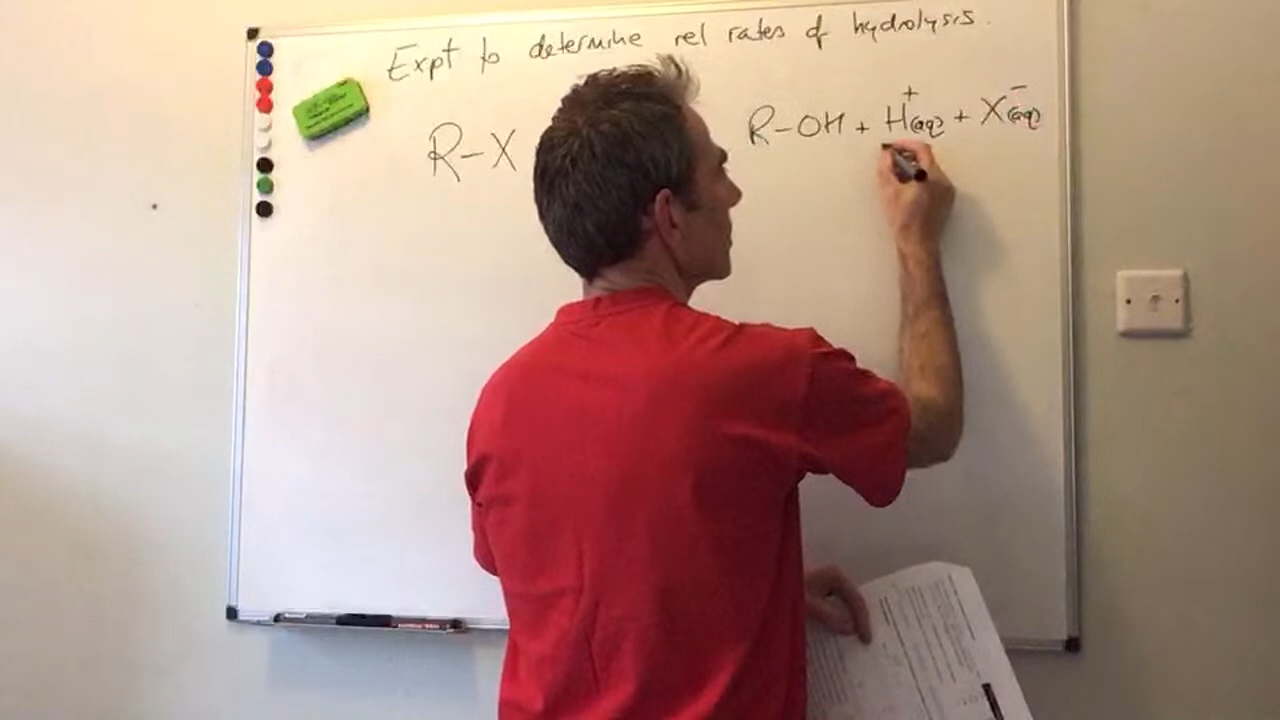 Expt to determine rel rates of hydrolysis.
R-X R-OH + H⁺(aq) + X⁻(aq)